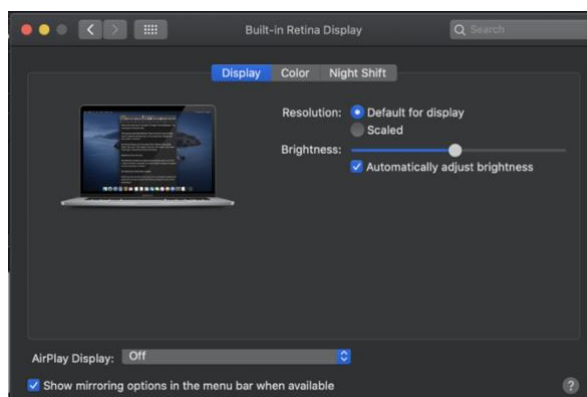 Built-in Retina Display
Search
Display Color Night Shift
Resolution: Default for display
Scaled
Brightness:
Automatically adjust brightness
AirPlay Display: Off
Show mirroring options in the menu bar when available
?